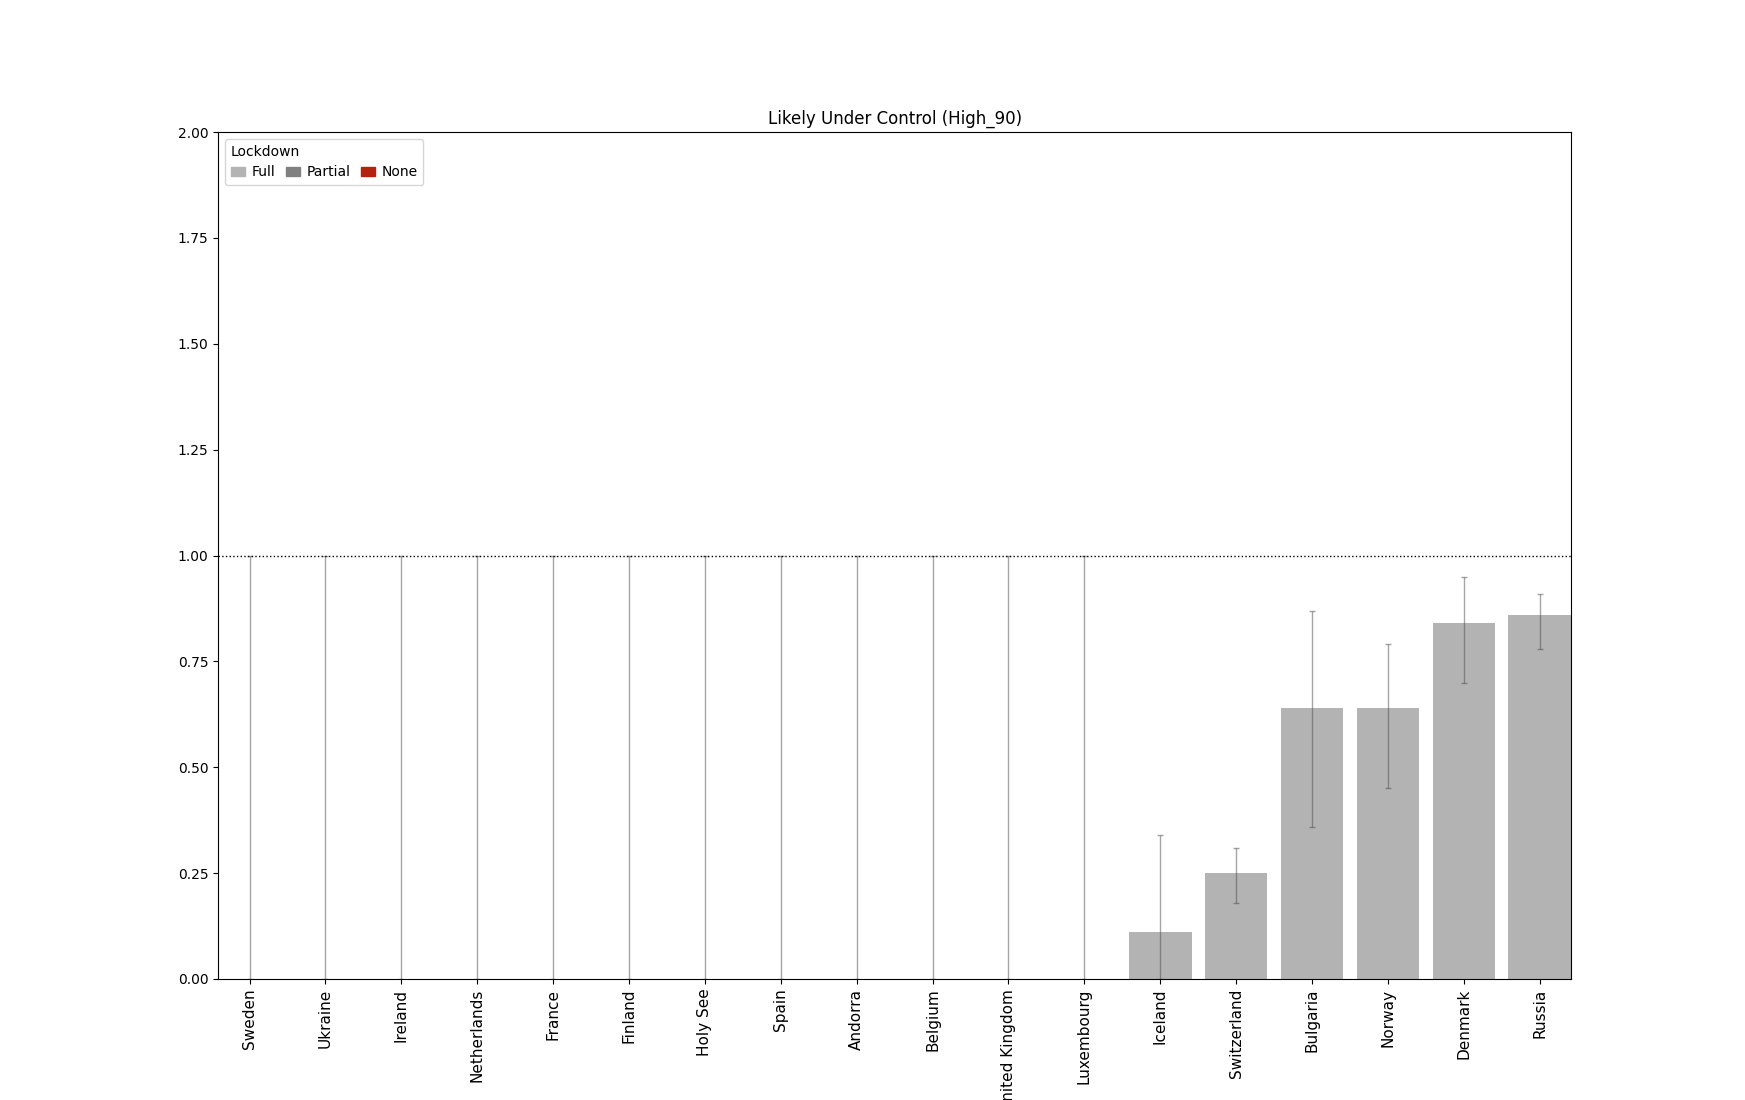 Likely Under Control (High_90)
Lockdown
Full Partial None
2.00
1.75
1.50
1.25
1.00
0.75
0.50
0.25
0.00
Sweden
Ukraine
Ireland
Netherlands
France
Finland
Holy See
Spain
Andorra
Belgium
nited Kingdom
Luxembourg
Iceland
Switzerland
Bulgaria
Norway
Denmark
Russia